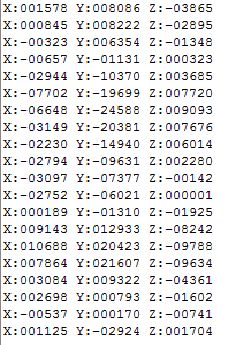 X:001578 Y:008086 Z:-03865
X:000845 Y:008222 Z:-02895
X:-00323 Y:006354 Z:-01348
X:-00657 Y:-01131 Z:000323
X:-02944 Y:-10370 Z:003685
X:-07702 Y:-19699 Z:007720
X:-06648 Y:-24588 Z:009093
X:-03149 Y:-20381 Z:007676
X:-02230 Y:-14940 Z:006014
X:-02794 Y:-09631 Z:002280
X:-03097 Y:-07377 Z:-00142
X:-02752 Y:-06021 Z:000001
X:000189 Y:-01310 Z:-01925
X:009143 Y:012933 Z:-08242
X:010688 Y:020423 Z:-09788
X:007864 Y:021607 Z:-09634
X:003084 Y:009322 Z:-04361
X:002698 Y:000793 Z:-01602
X:-00537 Y:000170 Z:-00741
X:001125 Y:-02924 Z:001704